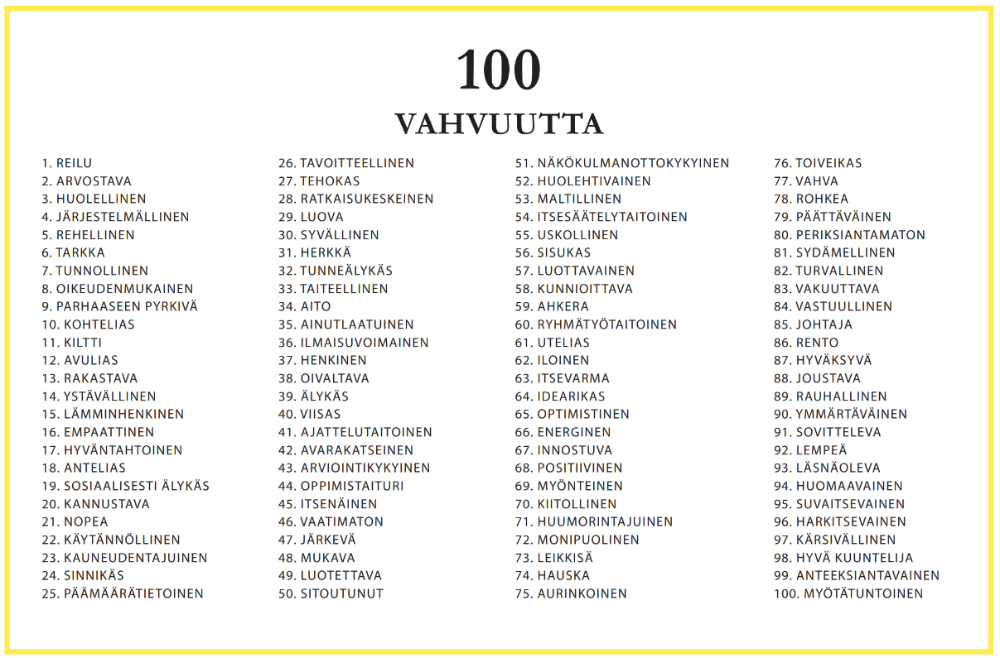 100
VAHVUUTTA
1. REILU
2. ARVOSTAVA
3. HUOLELLINEN
4. JÄRJESTELMÄLLINEN
5. REHELLINEN
6. TARKKA
7. TUNNOLLINEN
8. OIKEUDENMUKAINEN
9. PARHAASEEN PYRKIVÄ
10. KOHTELIAS
11. KILTTI
12. AVULIAS
13. RAKASTAVA
14. YSTÄVÄLLINEN
15. LÄMMINHENKINEN
16. EMPAATTINEN
17. HYVÄNTAHTOINEN
18. ANTELIAS
19. SOSIAALISESTI ÄLYKÄS
20. KANNUSTAVA
21. NOPEA
22. KÄYTÄNNÖLLINEN
23. KAUNEUDENTAJUINEN
24. SINNIKÄS
25. PÄÄMÄÄRÄTIETOINEN
26. TAVOITTEELLINEN
27. TEHOKAS
28. RATKAISUKESKEINEN
29. LUOVA
30. SYVÄLLINEN
31. HERKKÄ
32. TUNNEÄLYKÄS
33. TAITEELLINEN
34. AITO
35. AINUTLAATUINEN
36. ILMAISUVOIMAINEN
37. HENKINEN
38. OIVALTAVA
39. ÄLYKÄS
40. VIISAS
41. AJATTELUTAITOINEN
42. AVARAKATSEINEN
43. ARVIOINTIKYKYINEN
44. OPPIMISTAITURI
45. ITSENÄINEN
46. VAATIMATON
47. JÄRKEVÄ
48. MUKAVA
49. LUOTETTAVA
50. SITOUTUNUT
51. NÄKÖKULMANOTTOKYKYINEN
52. HUOLEHTIVAINEN
53. MALTILLINEN
54. ITSESÄÄTELYTAITOINEN
55. USKOLLINEN
56. SISUKAS
57. LUOTTAVAINEN
58. KUNNIOITTAVA
59. AHKERA
60. RYHMÄTYÖTAITOINEN
61. UTELIAS
62. ILOINEN
63. ITSEVARMA
64. IDEARIKAS
65. OPTIMISTINEN
66. ENERGINEN
67. INNOSTUVA
68. POSITIIVINEN
69. MYÖNTEINEN
70. KIITOLLINEN
71. HUUMORINTAJUINEN
72. MONIPUOLINEN
73. LEIKKISÄ
74. HAUSKA
75. AURINKOINEN
76. TOIVEIKAS
77. VAHVA
78. ROHKEA
79. PÄÄTTÄVÄINEN
80. PERIKSIANTAMATON
81. SYDÄMELLINEN
82. TURVALLINEN
83. VAKUUTTAVA
84. VASTUULLINEN
85. JOHTAJA
86. RENTO
87. HYVÄKSYVÄ
88. JOUSTAVA
89. RAUHALLINEN
90. YMMÄRTÄVÄINEN
91. SOVITTELEVA
92. LEMPEÄ
93. LÄSNÄOLEVA
94. HUOMAAVAINEN
95. SUVAITSEVAINEN
96. HARKITSEVAINEN
97. KÄRSIVÄLLINEN
98. HYVÄ KUUNTELIJA
99. ANTEEKSIANTAVAINEN
100. MYÖTÄTUNTOINEN